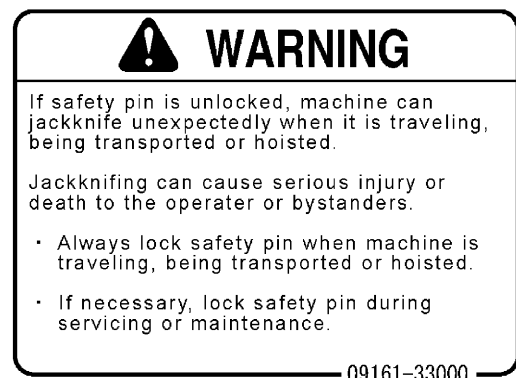 WARNING
If safety pin is unlocked, machine can
jackknife unexpectedly when it is traveling,
being transported or hoisted.
Jackknifing can cause serious injury or
death to the operater or bystanders.
· Always lock safety pin when machine is
traveling, being transported or hoisted.
· If necessary, lock safety pin during
servicing or maintenance.
09161-33000